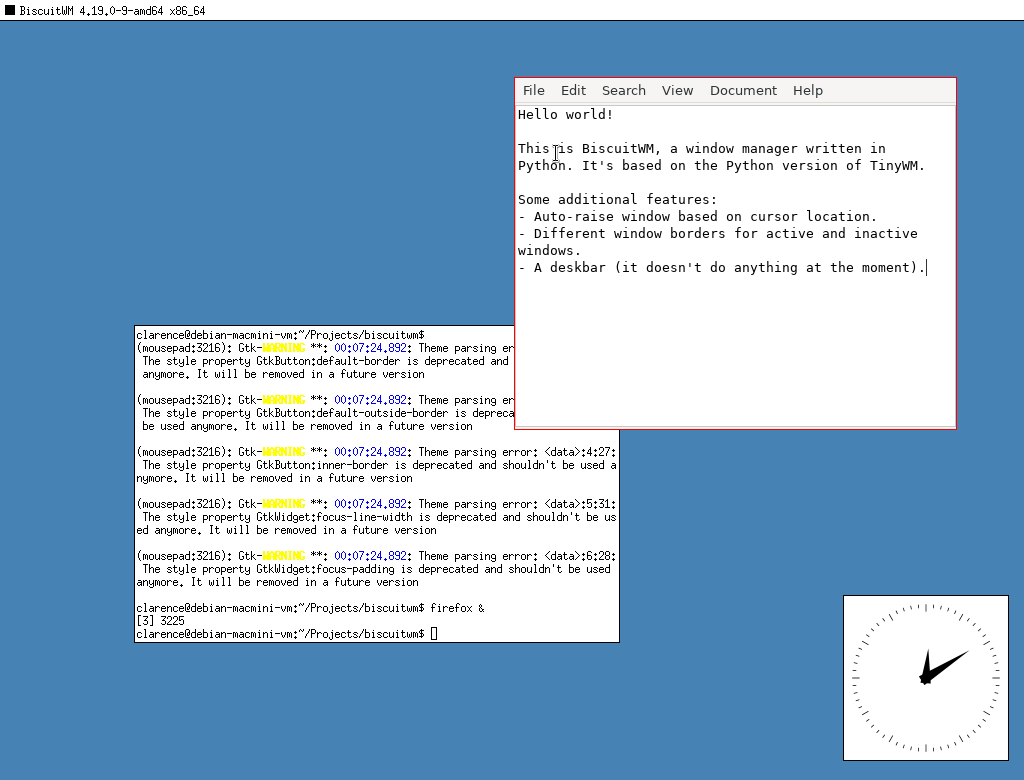 BiscuitWM 4.19.0-9-amd64 x86_64
File Edit Search View Document Help
Hello world!
This is BiscuitWM, a window manager written in
Python. It's based on the Python version of TinyWM.
Some additional features:
- Auto-raise window based on cursor location.
- Different window borders for active and inactive
windows.
- A deskbar (it doesn't do anything at the moment).
clarence@debian-macmini-vm:~/Projects/biscuitwm$
(mousepad:3216): Gtk-WARNING **: 00:07:24.892: Theme parsing er
The style property GtkButton:default-border is deprecated and
anymore. It will be removed in a future version
(mousepad:3216): Gtk-WARNING **: 00:07:24.892: Theme parsing er
The style property GtkButton:default-outside-border is depreca
be used anymore. It will be removed in a future version
(mousepad:3216): Gtk-WARNING **: 00:07:24.892: Theme parsing error: <data>:4:27:
The style property GtkButton:inner-border is deprecated and shouldn't be used a
nymore. It will be removed in a future version
(mousepad:3216): Gtk-WARNING **: 00:07:24.892: Theme parsing error: <data>:5:31:
The style property GtkWidget:focus-line-width is deprecated and shouldn't be us
ed anymore. It will be removed in a future version
(mousepad:3216): Gtk-WARNING **: 00:07:24.892: Theme parsing error: <data>:6:28:
The style property GtkWidget:focus-padding is deprecated and shouldn't be used
anymore. It will be removed in a future version
clarence@debian-macmini-vm:~/Projects/biscuitwm$ firefox &
[3] 3225
clarence@debian-macmini-vm:~/Projects/biscuitwm$